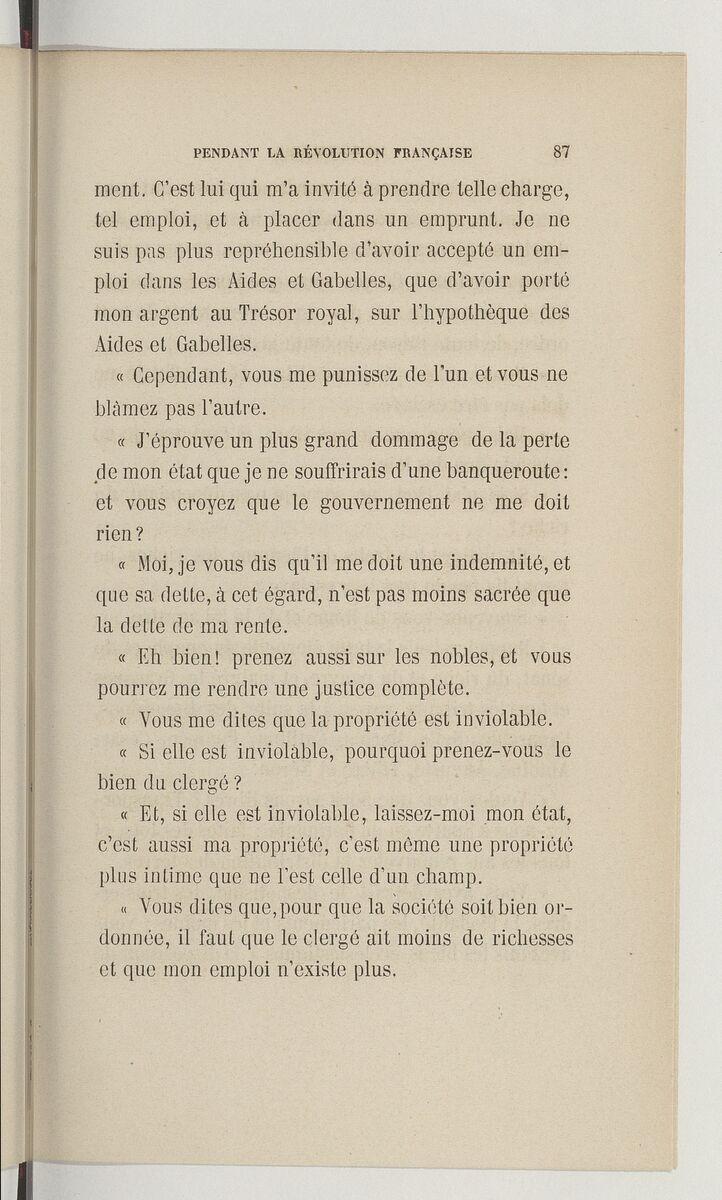 PENDANT LA RÉVOLUTION FRANÇAISE 87
ment. C'est lui qui m'a invité à prendre telle charge,
tel emploi, et à placer dans un emprunt. Je ne
suis pas plus repréhensible d'avoir accepté un em-
ploi dans les Aides et Gabelles, que d'avoir porté
mon argent au Trésor royal, sur l'hypothèque des
Aides et Gabelles.
« Cependant, vous me punissez de l'un et vous ne
blâmez pas l'autre.
« J'éprouve un plus grand dommage de la perte
de mon état que je ne souffrirais d'une banqueroute :
et vous croyez que le gouvernement ne me doit
rien ?
« Moi, je vous dis qu'il me doit une indemnité, et
que sa dette, à cet égard, n'est pas moins sacrée que
la dette de ma rente.
« Eh bien! prenez aussi sur les nobles, et vous
pourrez me rendre une justice complète.
« Vous me dites que la propriété est inviolable.
« Si elle est inviolable, pourquoi prenez-vous le
bien du clergé ?
« Et, si elle est inviolable, laissez-moi mon état,
c'est aussi ma propriété, c'est même une propriété
plus intime que ne l'est celle d'un champ.
« Vous dites que, pour que la société soit bien or-
donnée, il faut que le clergé ait moins de richesses
et que mon emploi n'existe plus.